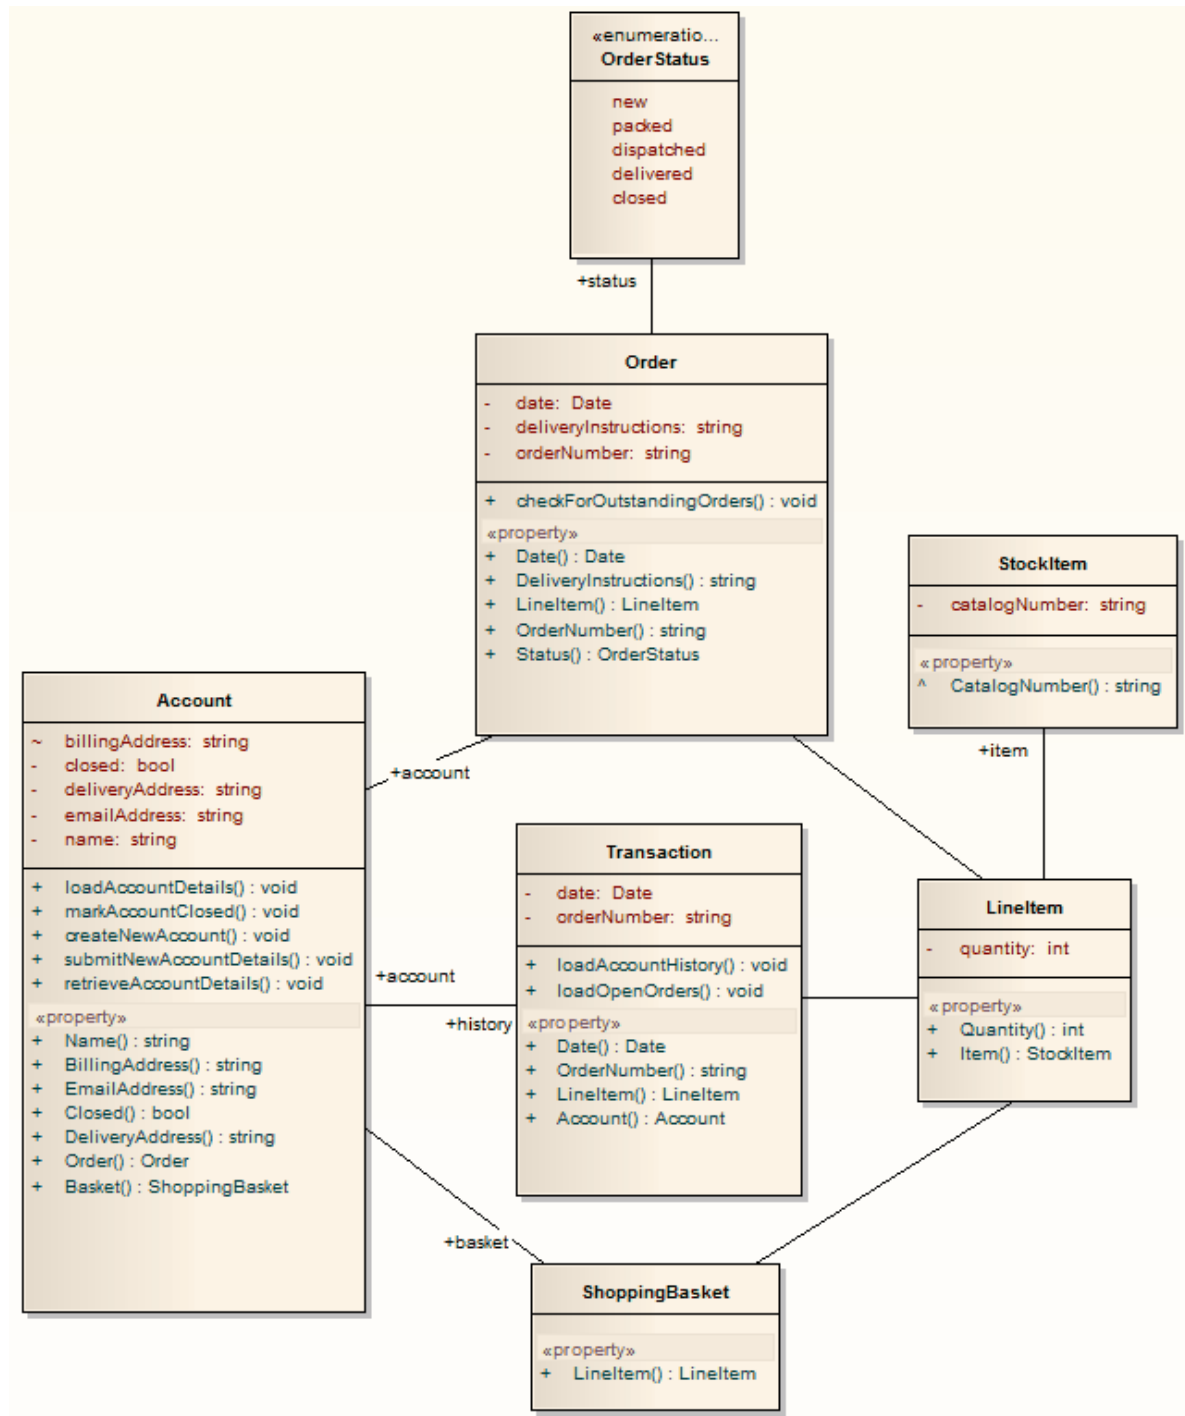 «enumeratio...
OrderStatus
new
packed
dispatched
delivered
closed
+status
Order
- date: Date
- deliveryInstructions: string
- orderNumber: string
+ checkForOutstandingOrders() : void
«property»
+ Date() : Date
+ DeliveryInstructions() : string
+ LineItem() : LineItem
+ OrderNumber() : string
+ Status() : OrderStatus
StockItem
- catalogNumber: string
«property»
^ CatalogNumber() : string
+item
Account
~ billingAddress: string
- closed: bool
- deliveryAddress: string
- emailAddress: string
- name: string
+ loadAccountDetails() : void
+ markAccountClosed() : void
+ createNewAccount() : void
+ submitNewAccountDetails() : void
+ retrieveAccountDetails() : void
«property»
+ Name() : string
+ BillingAddress() : string
+ EmailAddress() : string
+ Closed() : bool
+ DeliveryAddress() : string
+ Order() : Order
+ Basket() : ShoppingBasket
+account
+account
+history
Transaction
- date: Date
- orderNumber: string
+ loadAccountHistory() : void
+ loadOpenOrders() : void
«property»
+ Date() : Date
+ OrderNumber() : string
+ LineItem() : LineItem
+ Account() : Account
LineItem
- quantity: int
«property»
+ Quantity() : int
+ Item() : StockItem
+basket
ShoppingBasket
«property»
+ LineItem() : LineItem